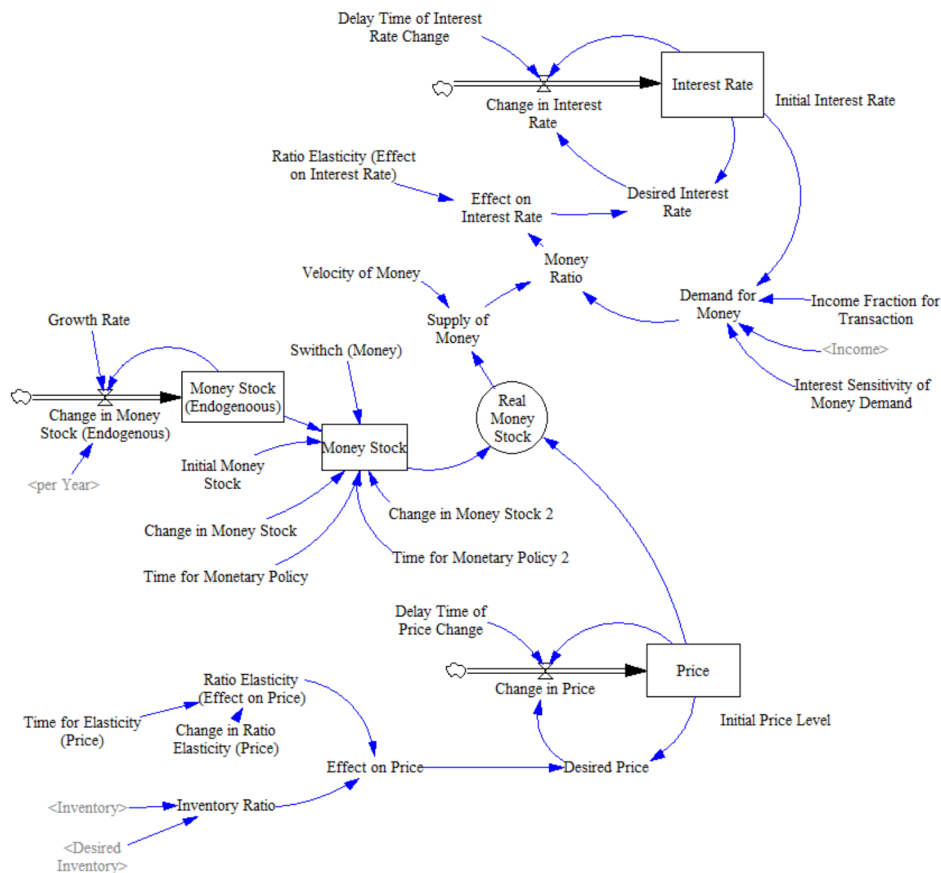 Delay Time of Interest
Rate Change
Interest Rate
Change in Interest
Rate
Initial Interest Rate
Ratio Elasticity (Effect
on Interest Rate)
Effect on
Interest Rate
Desired Interest
Rate
Money
Ratio
Velocity of Money
Supply of
Money
Demand for
Money
Income Fraction for
Transaction
<Income>
Interest Sensitivity of
Money Demand
Growth Rate
Swithch (Money)
Money Stock
(Endogenoous)
Change in Money
Stock (Endogenous)
<per Year>
Real
Money
Stock
Money Stock
Initial Money
Stock
Change in Money Stock
Change in Money Stock 2
Time for Monetary Policy
Time for Monetary Policy 2
Delay Time of
Price Change
Price
Change in Price
Initial Price Level
Ratio Elasticity
(Effect on Price)
Time for Elasticity
(Price)
Change in Ratio
Elasticity (Price)
Effect on Price
Desired Price
<Inventory>
Inventory Ratio
<Desired
Inventory>